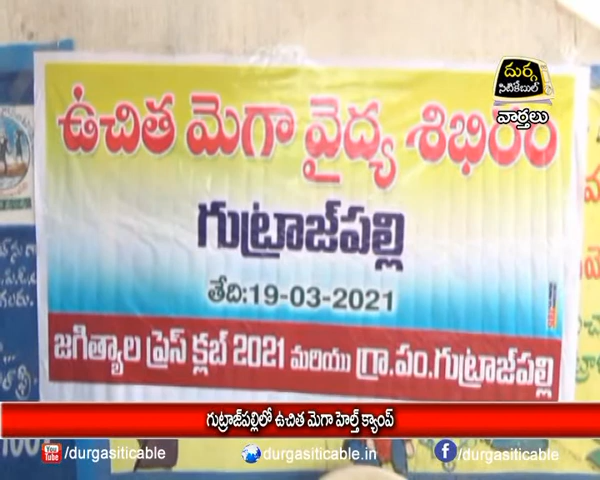 దుర్గ
సిటికేబుల్
వార్తలు
ఉచిత మెగా వైద్య శిబిరం
గుట్రాజ్‌పల్లి
తేది:19-03-2021
జగిత్యాల ప్రెస్ క్లబ్ 2021 మరియు గ్రా.పం.గుట్రాజ్‌పల్లి
గుట్రాజ్‌పల్లిలో ఉచిత మెగా హెల్త్ క్యాంప్
/durgasiticable
/durgasiticable.in
/durgasiticable